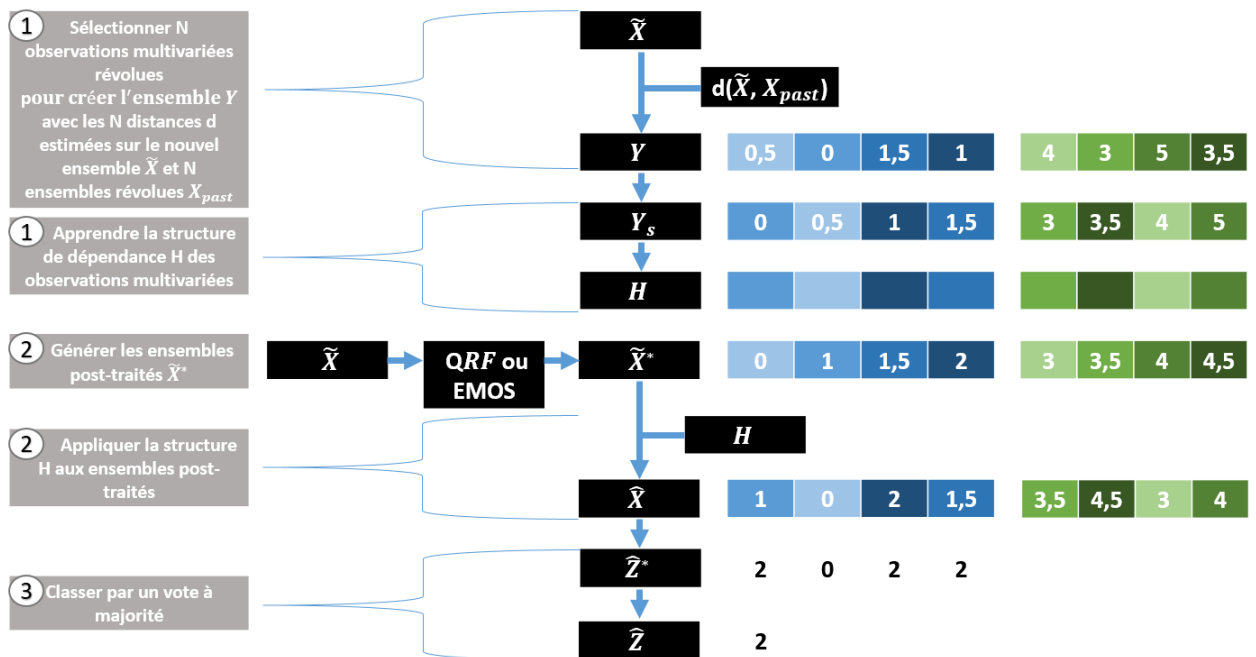 1 Sélectionner N
observations multivariées
révolues
pour créer l'ensemble Y
avec les N distances d
estimées sur le nouvel
ensemble X̃ et N
ensembles révolues X_past
X̃
d(X̃, X_past)
Y 0,5 0 1,5 1 4 3 5 3,5
1 Apprendre la structure
de dépendance H des
observations multivariées
Y_s 0 0,5 1 1,5 3 3,5 4 5
H
2 Générer les ensembles
post-traités X̃*
X̃
QRF ou
EMOS
X̃* 0 1 1,5 2 3 3,5 4 4,5
H
2 Appliquer la structure
H aux ensembles post-
traités
X̂ 1 0 2 1,5 3,5 4,5 3 4
3 Classer par un vote à
majorité
Ẑ* 2 0 2 2
Ẑ 2